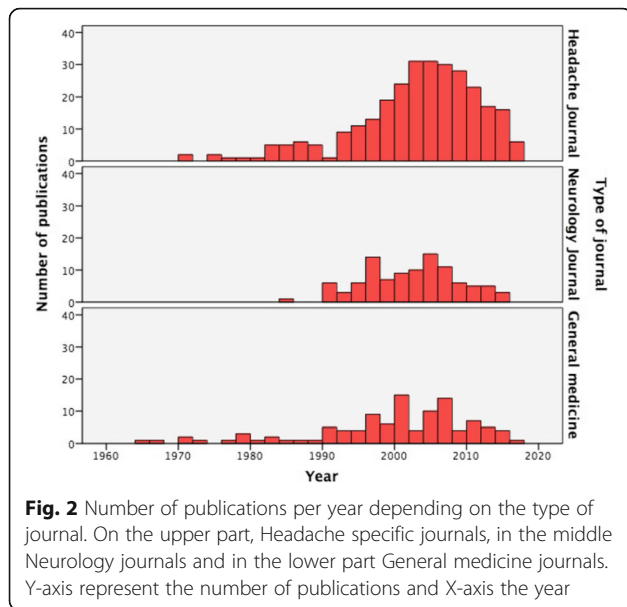 40
30
20
10
0
Headache Journal
40
30
20
10
0
Neurology Journal
40
30
20
10
0
General medicine
Number of publications
Type of journal
1960 1970 1980 1990 2000 2010 2020
Year
Fig. 2 Number of publications per year depending on the type of
journal. On the upper part, Headache specific journals, in the middle
Neurology journals and in the lower part General medicine journals.
Y-axis represent the number of publications and X-axis the year